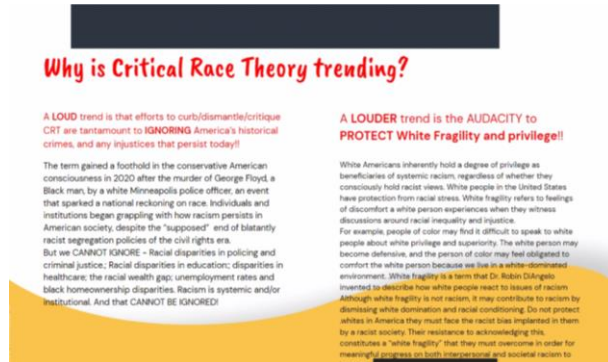 Why is Critical Race Theory trending?
A LOUD trend is that efforts to curb/dismantle/critique
CRT are tantamount to IGNORING America's historical
crimes, and any injustices that persist today!!
The term gained a foothold in the conservative American
consciousness in 2020 after the murder of George Floyd, a
Black man, by a white Minneapolis police officer, an event
that sparked a national reckoning on race. Individuals and
institutions began grappling with how racism persists in
American society, despite the "supposed" end of blatantly
racist segregation policies of the civil rights era.
But we CANNOT IGNORE - Racial disparities in policing and
criminal justice,; Racial disparities in education;; disparities in
healthcare; the racial wealth gap; unemployment rates and
black homeownership disparities. Racism is systemic and/or
institutional. And that CANNOT BE IGNORED!
A LOUDER trend is the AUDACITY to
PROTECT White Fragility and privilege!!
White Americans inherently hold a degree of privilege as
beneficiaries of systemic racism, regardless of whether they
consciously hold racist views. White people in the United States
have protection from racial stress. White fragility refers to feelings
of discomfort a white person experiences when they witness
discussions around racial inequality and injustice.
For example, people of color may find it difficult to speak to white
people about white privilege and superiority. The white person may
become defensive, and the person of color may feel obligated to
comfort the white person because we live in a white-dominated
environment. .White fragility is a term that Dr. Robin DiAngelo
invented to describe how white people react to issues of racism
Although white fragility is not racism, it may contribute to racism by
dismissing white domination and racial conditioning. Do not protect
.whites in America they must face the racist bias implanted in them
by a racist society. Their resistance to acknowledging this,
constitutes a "white fragility" that they must overcome in order for
meaningful progress on both interpersonal and societal racism to